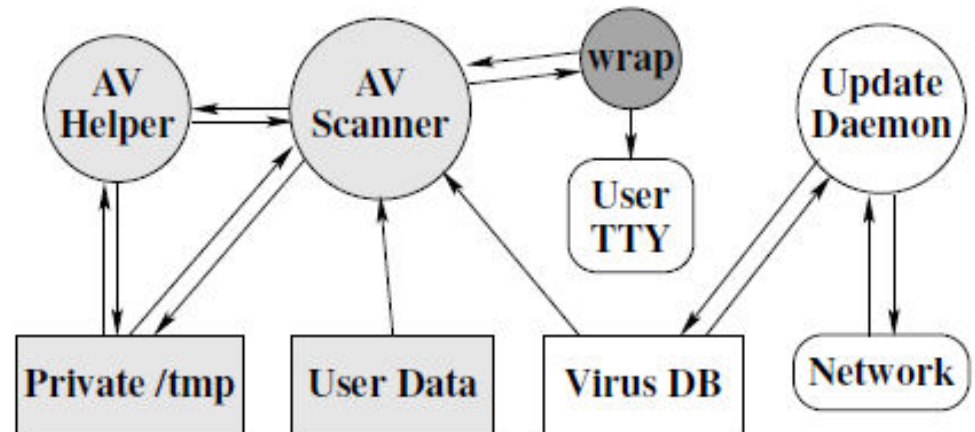 AV
Helper
AV
Scanner
wrap
Update
Daemon
User
TTY
Private /tmp
User Data
Virus DB
Network